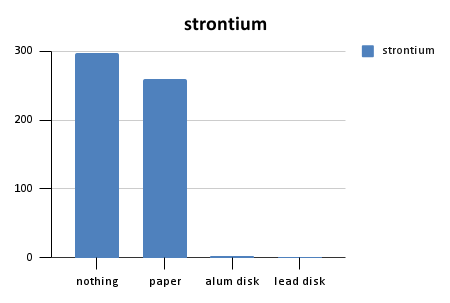 strontium
strontium
300
200
100
0
nothing paper alum disk lead disk